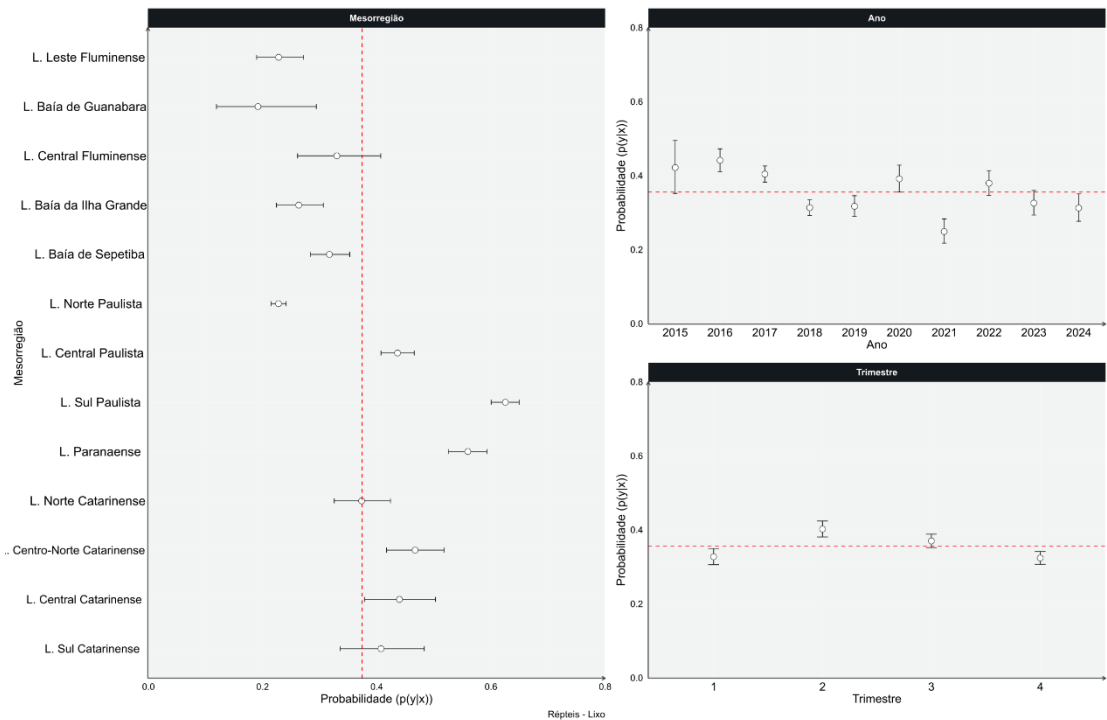 Mesorregião
L. Leste Fluminense
L. Baía de Guanabara
L. Central Fluminense
L. Baía da Ilha Grande
L. Baía de Sepetiba
L. Norte Paulista
L. Central Paulista
L. Sul Paulista
L. Paranaense
L. Norte Catarinense
.. Centro-Norte Catarinense
L. Central Catarinense
L. Sul Catarinense
Mesorregião
0.0 0.2 0.4 0.6 0.8
Probabilidade (p(y|x))
Ano
0.8
0.6
0.4
0.2
0.0
Probabilidade (p(y|x))
2015 2016 2017 2018 2019 2020 2021 2022 2023 2024
Ano
Trimestre
0.8
0.6
0.4
0.2
0.0
Probabilidade (p(y|x))
1 2 3 4
Trimestre
Répteis - Lixo